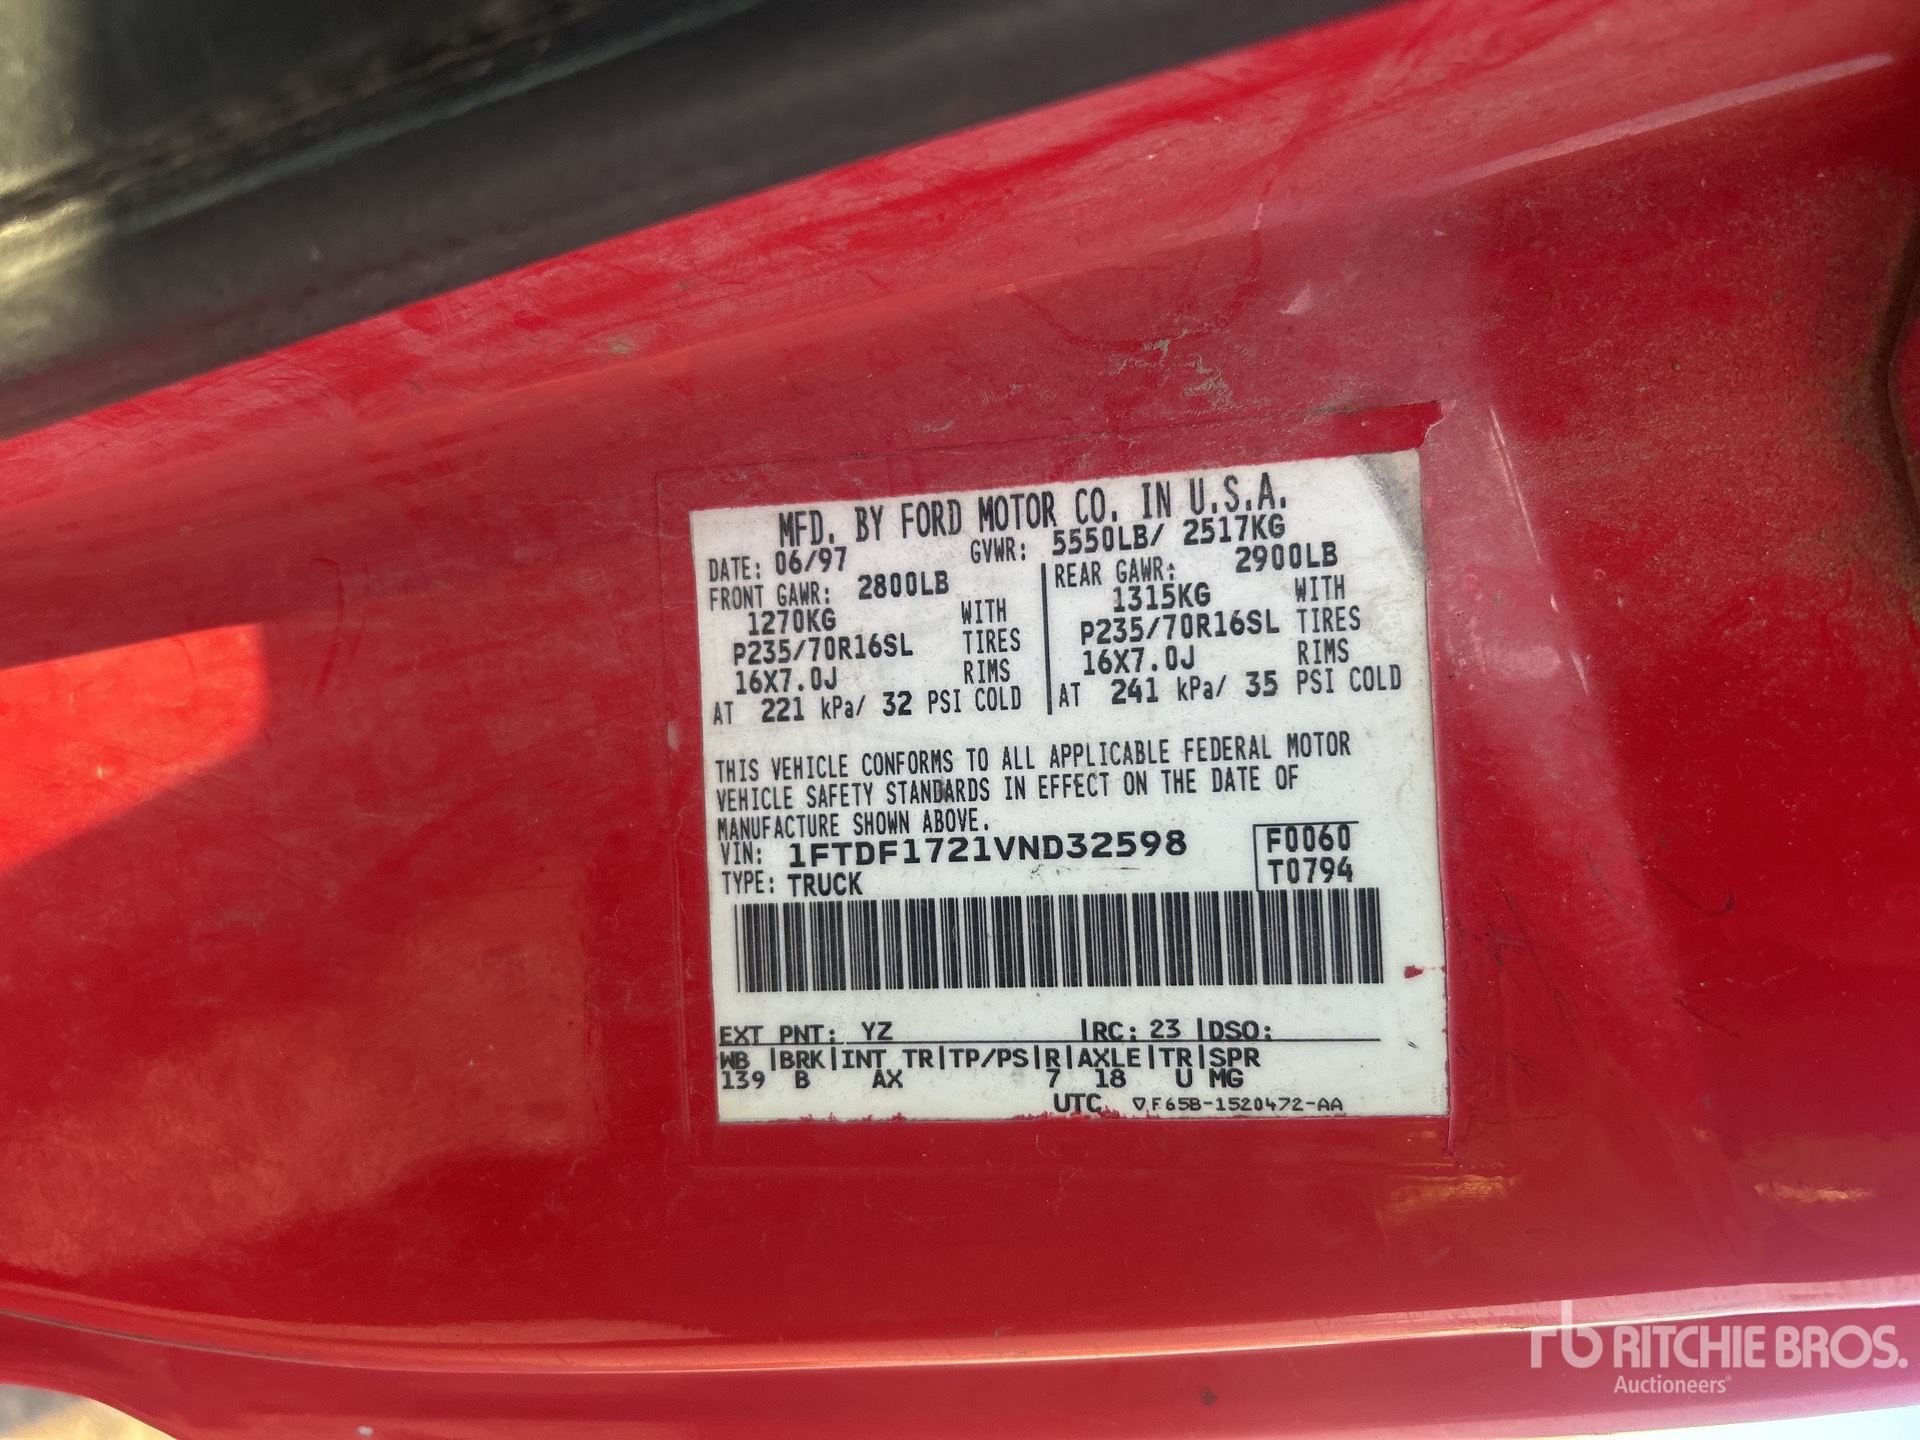 MFD. BY FORD MOTOR CO. IN U.S.A.
DATE: 06/97 GVWR: 5550LB/ 2517KG
FRONT GAWR: 2800LB REAR GAWR: 2900LB
1270KG WITH 1315KG WITH
P235/70R16SL TIRES P235/70R16SL TIRES
16X7.0J RIMS 16X7.0J RIMS
AT 221 kPa/ 32 PSI COLD AT 241 kPa/ 35 PSI COLD
THIS VEHICLE CONFORMS TO ALL APPLICABLE FEDERAL MOTOR
VEHICLE SAFETY STANDARDS IN EFFECT ON THE DATE OF
MANUFACTURE SHOWN ABOVE.
VIN: 1FTDF1721VND32598 F0060
TYPE: TRUCK T0794
EXT PNT: YZ |RC: 23 |DSO:
WB |BRK|INT TR|TP/PS|R|AXLE|TR|SPR
139 B AX 7 18 U MG
UTC ▽F65B-1520472-AA
rb RITCHIE BROS.
Auctioneers®